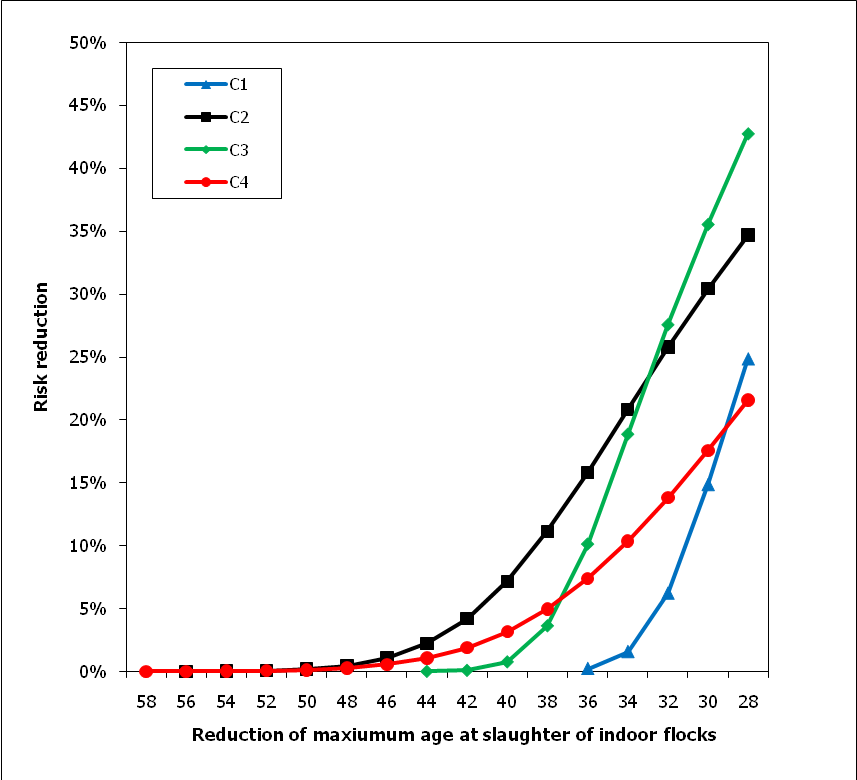 50%
45%
40%
35%
30%
25%
20%
15%
10%
5%
0%
C1
C2
C3
C4
Risk reduction
58 56 54 52 50 48 46 44 42 40 38 36 34 32 30 28
Reduction of maxiumum age at slaughter of indoor flocks